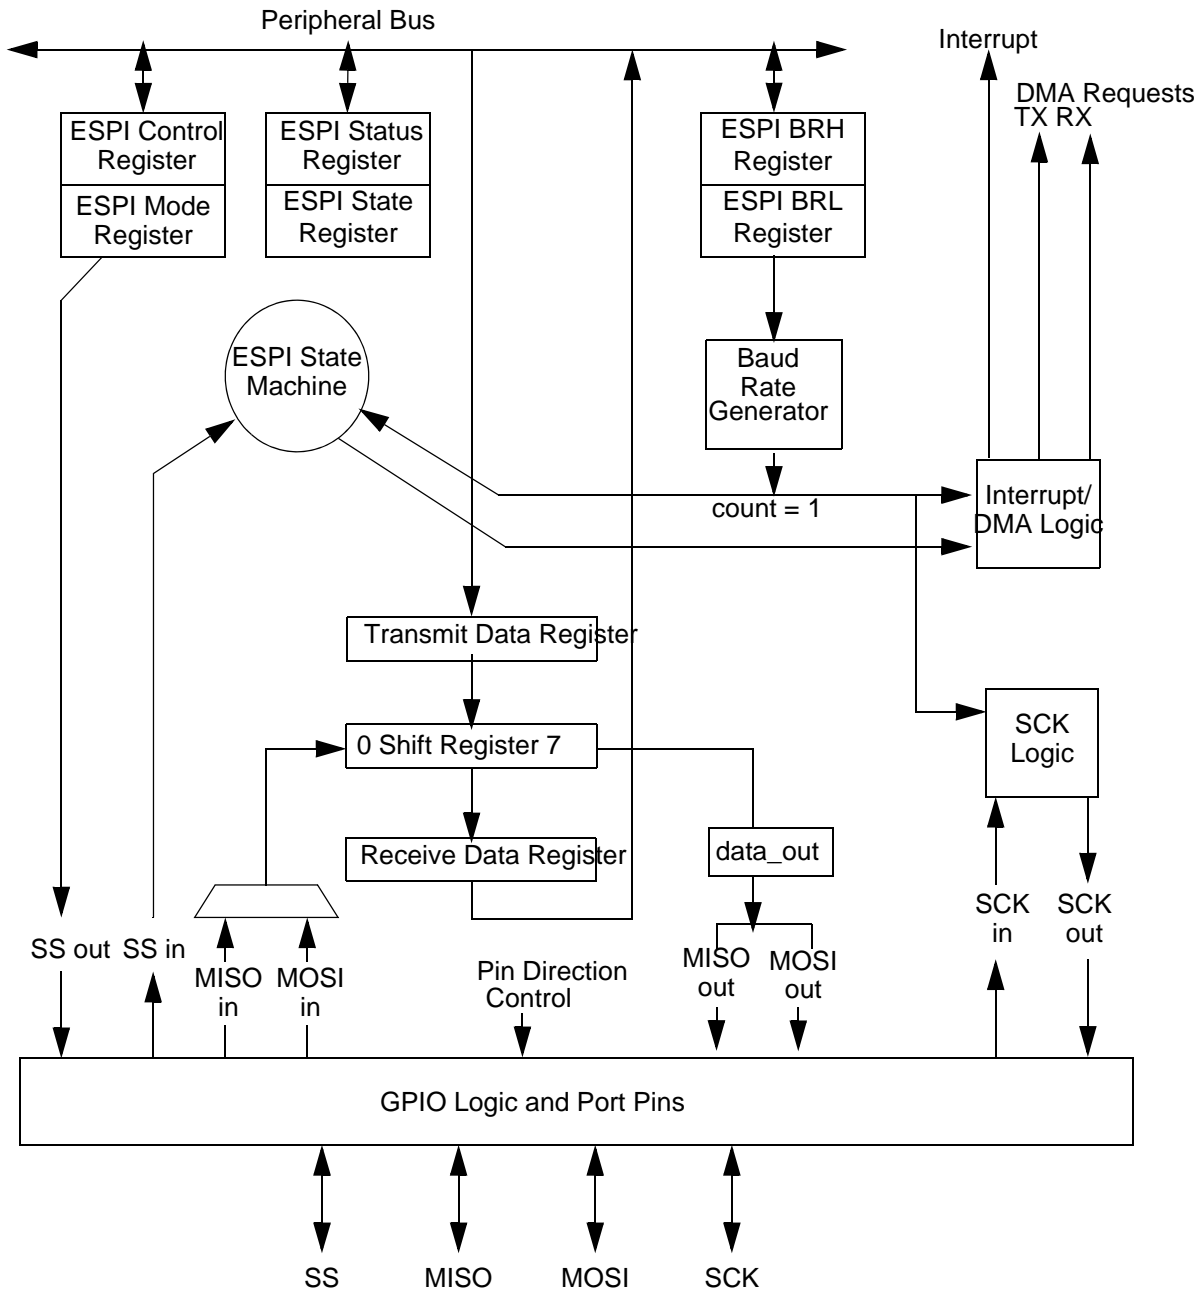 Peripheral Bus
Interrupt
DMA Requests
TX RX
ESPI Control
Register
ESPI Mode
Register
ESPI Status
Register
ESPI State
Register
ESPI BRH
Register
ESPI BRL
Register
ESPI State
Machine
Baud
Rate
Generator
count = 1
Interrupt/
DMA Logic
Transmit Data Register
0 Shift Register 7
SCK
Logic
Receive Data Register
data_out
SS out
SS in
MISO
in
MOSI
in
Pin Direction
Control
MISO
out
MOSI
out
SCK
in
SCK
out
GPIO Logic and Port Pins
SS
MISO
MOSI
SCK